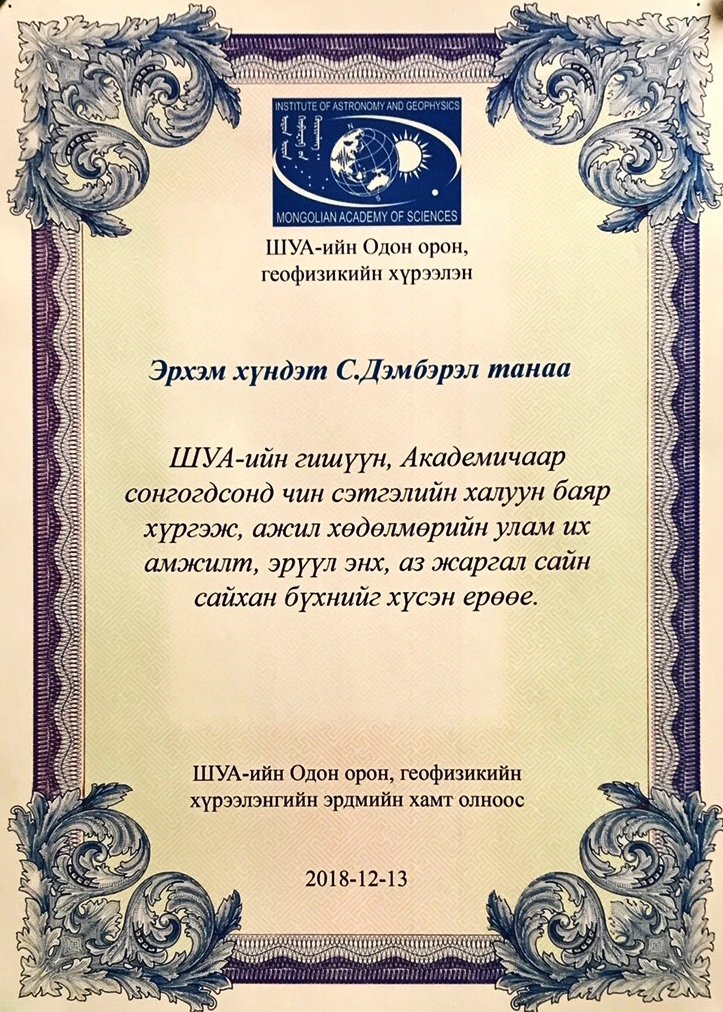 INSTITUTE OF ASTRONOMY AND GEOPHYSICS
N
S
MONGOLIAN ACADEMY OF SCIENCES
ШУА-ийн Одон орон,
геофизикийн хүрээлэн
Эрхэм хүндэт С.Дэмбэрэл танаа
ШУА-ийн гишүүн, Академичаар
сонгогдсонд чин сэтгэлийн халуун баяр
хүргэж, ажил хөдөлмөрийн улам их
амжилт, эрүүл энх, аз жаргал сайн
сайхан бүхнийг хүсэн ерөөе.
ШУА-ийн Одон орон, геофизикийн
хүрээлэнгийн эрдмийн хамт олноос
2018-12-13